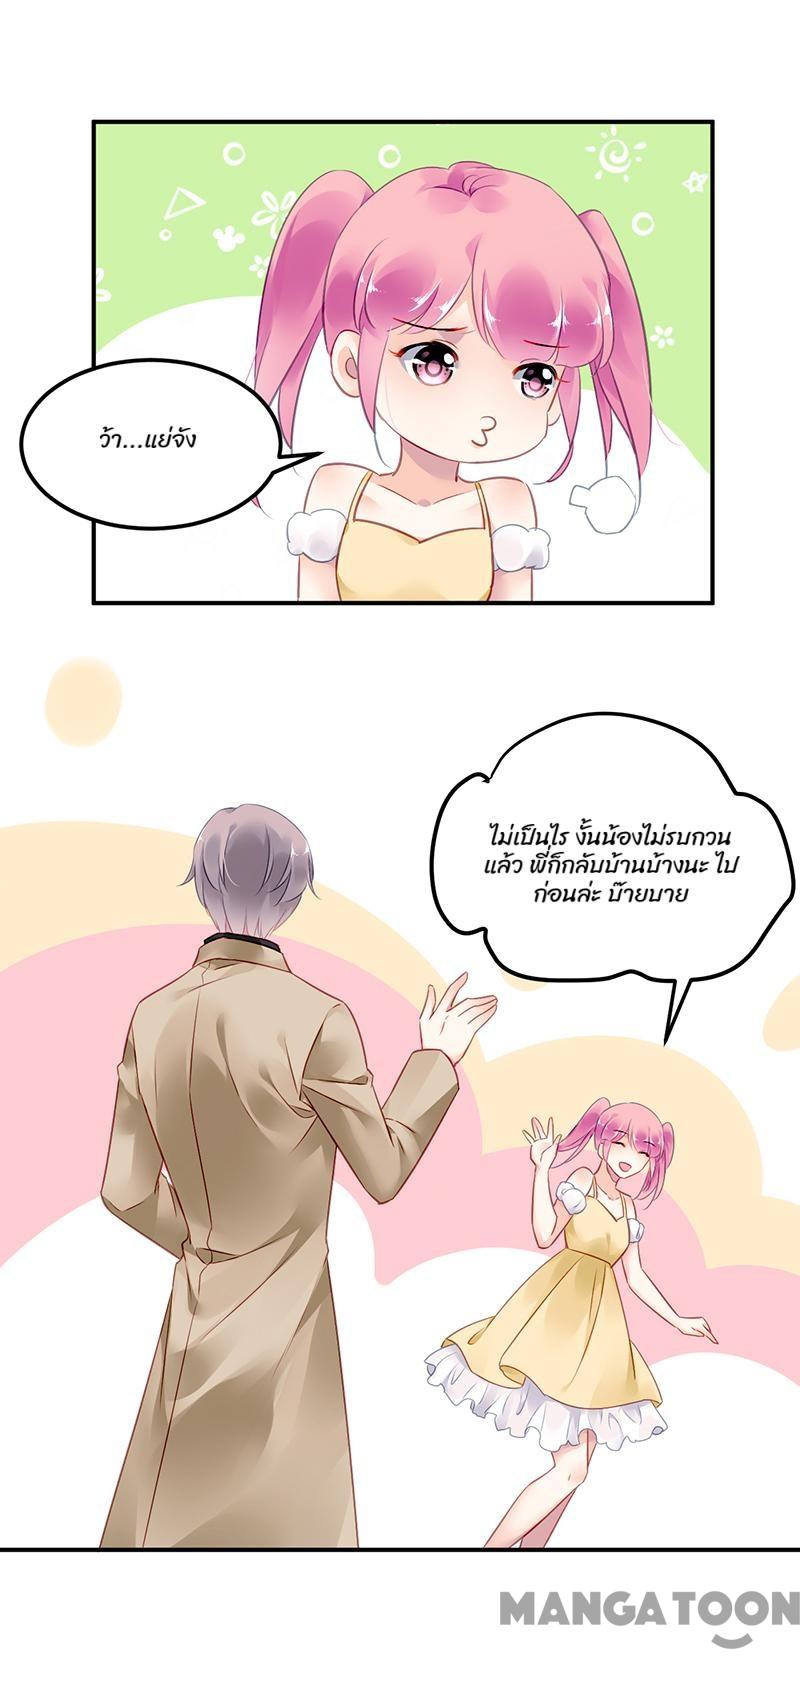 ว้า...แย่จัง
ไม่เป็นไร งั้นน้องไม่รบกวน
แล้ว พี่ก็กลับบ้านบ้างนะ ไป
ก่อนล่ะ บ๊ายบาย
MANGATOON